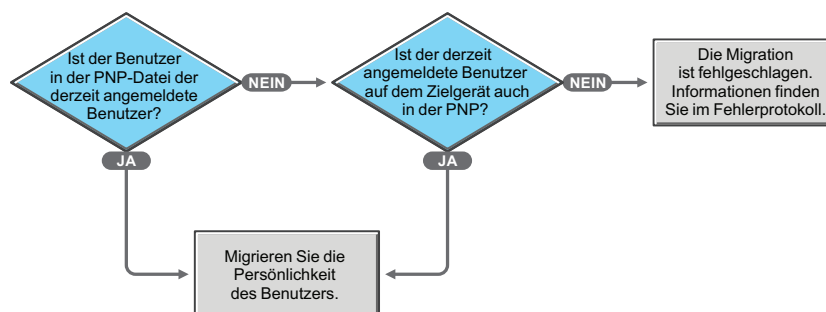 Ist der Benutzer
in der PNP-Datei der
derzeit angemeldete
Benutzer?
NEIN
JA
Ist der derzeit
angemeldete Benutzer
auf dem Zielgerät auch
in der PNP?
NEIN
JA
Die Migration
ist fehlgeschlagen.
Informationen finden
Sie im Fehlerprotokoll.
Migrieren Sie die
Persönlichkeit
des Benutzers.